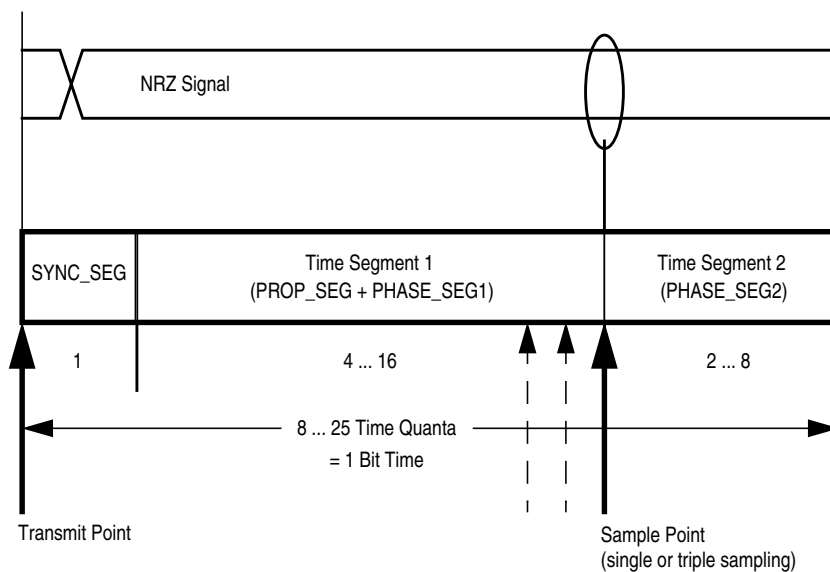 NRZ Signal
SYNC_SEG
Time Segment 1
(PROP_SEG + PHASE_SEG1)
Time Segment 2
(PHASE_SEG2)
1
4 ... 16
2 ... 8
8 ... 25 Time Quanta
= 1 Bit Time
Transmit Point
Sample Point
(single or triple sampling)